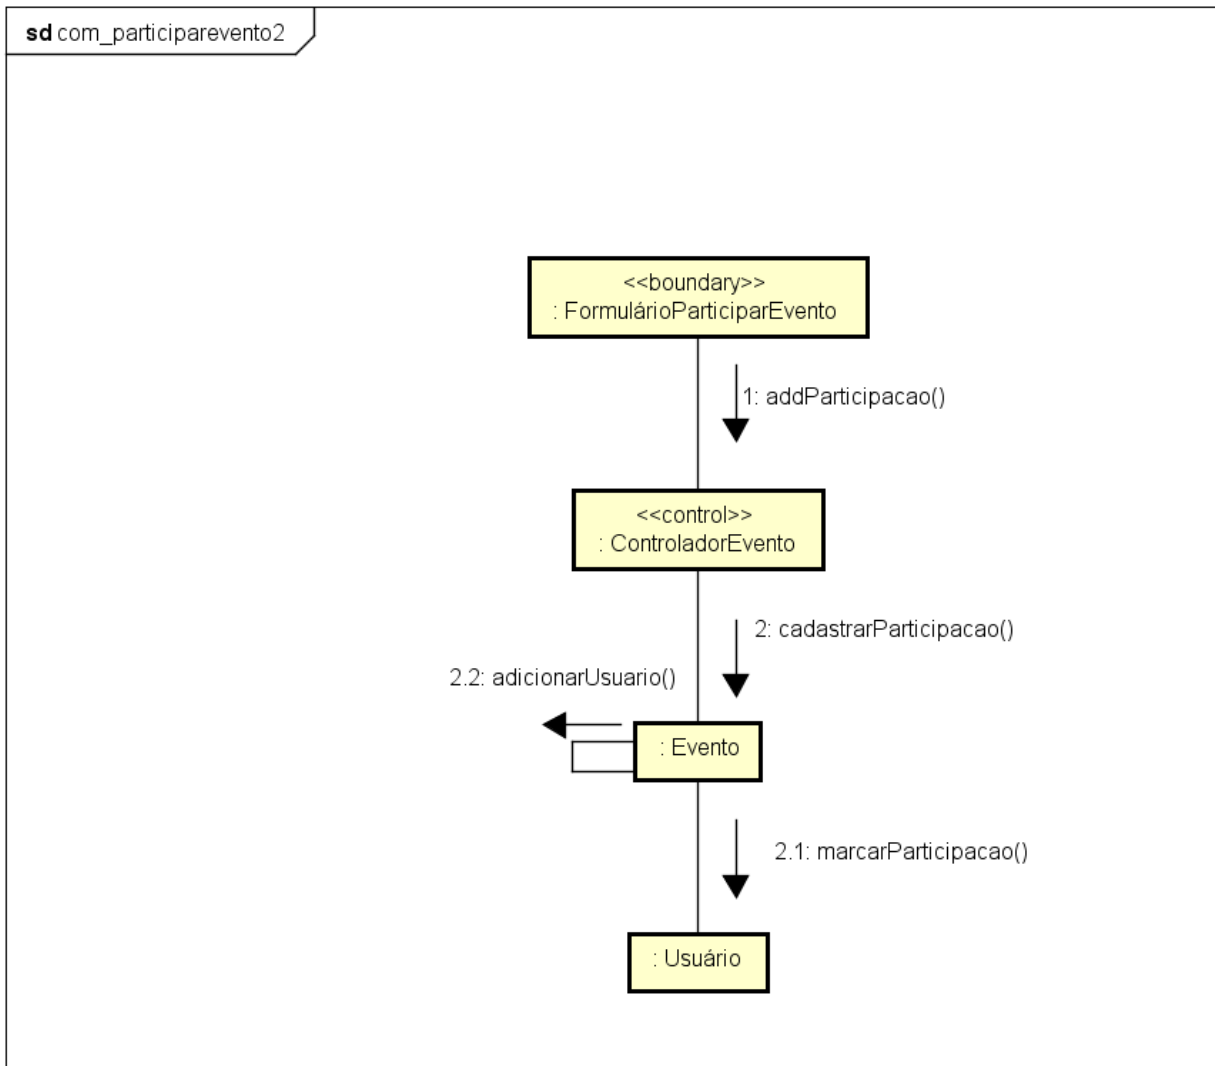 sd com_participarevento2
<<boundary>>
: FormulárioParticiparEvento
1: addParticipacao()
<<control>>
: ControladorEvento
2: cadastrarParticipacao()
2.2: adicionarUsuario()
: Evento
2.1: marcarParticipacao()
: Usuário